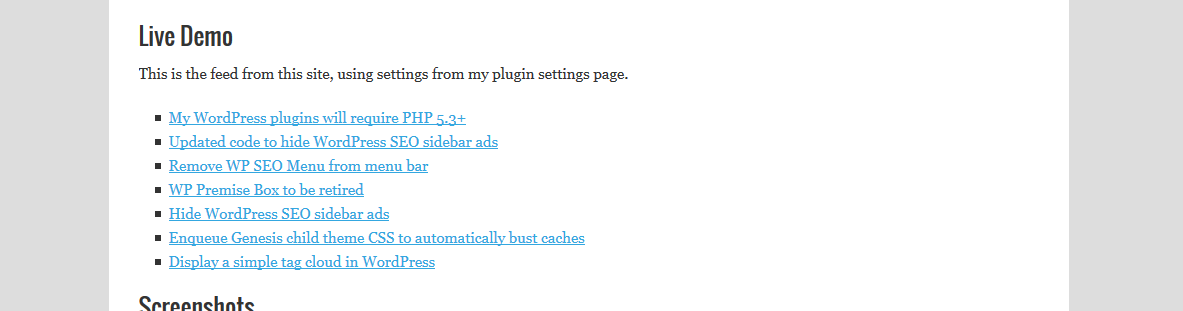 Live Demo
This is the feed from this site, using settings from my plugin settings page.
My WordPress plugins will require PHP 5.3+
Updated code to hide WordPress SEO sidebar ads
Remove WP SEO Menu from menu bar
WP Premise Box to be retired
Hide WordPress SEO sidebar ads
Enqueue Genesis child theme CSS to automatically bust caches
Display a simple tag cloud in WordPress
Screenshots